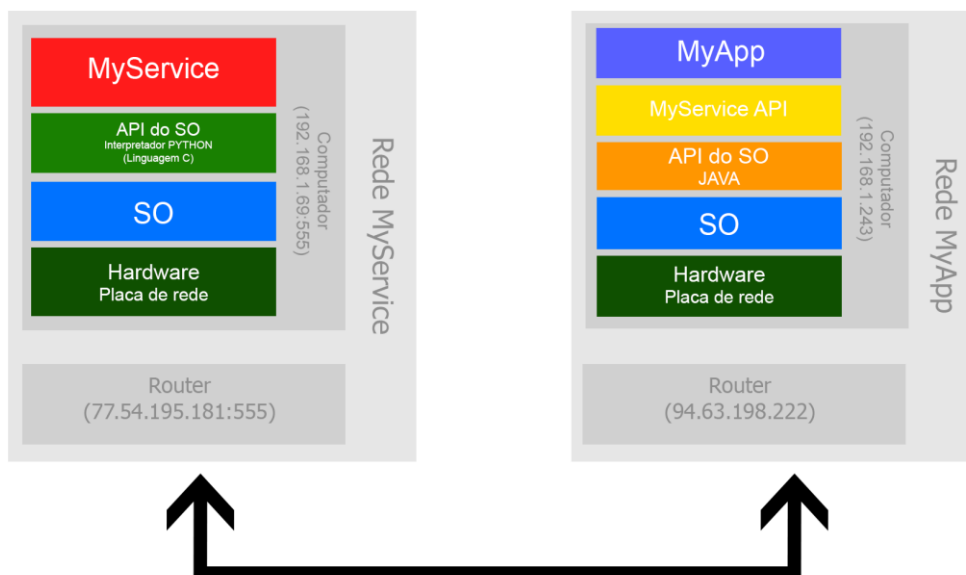 MyService
API do SO
Interpretador PYTHON
(Linguagem C)
SO
Hardware
Placa de rede
Computador
(192.168.1.69:555)
Rede MyService
Router
(77.54.195.181:555)
MyApp
MyService API
API do SO
JAVA
SO
Hardware
Placa de rede
Computador
(192.168.1.243)
Rede MyApp
Router
(94.63.198.222)